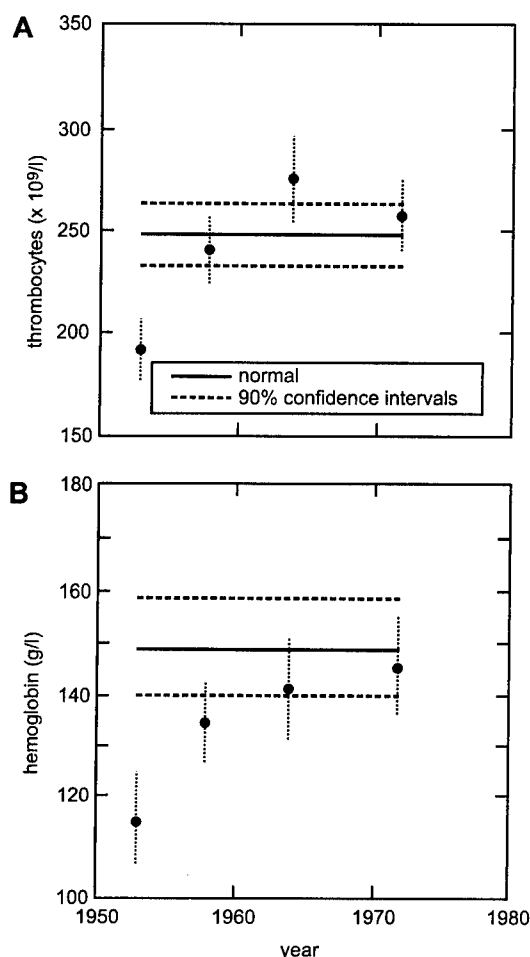 A
350
300
250
200
150
thrombocytes (x 10⁹/l)
normal
90% confidence intervals
B
180
160
140
120
100
hemoglobin (g/l)
1950 1960 1970 1980
year